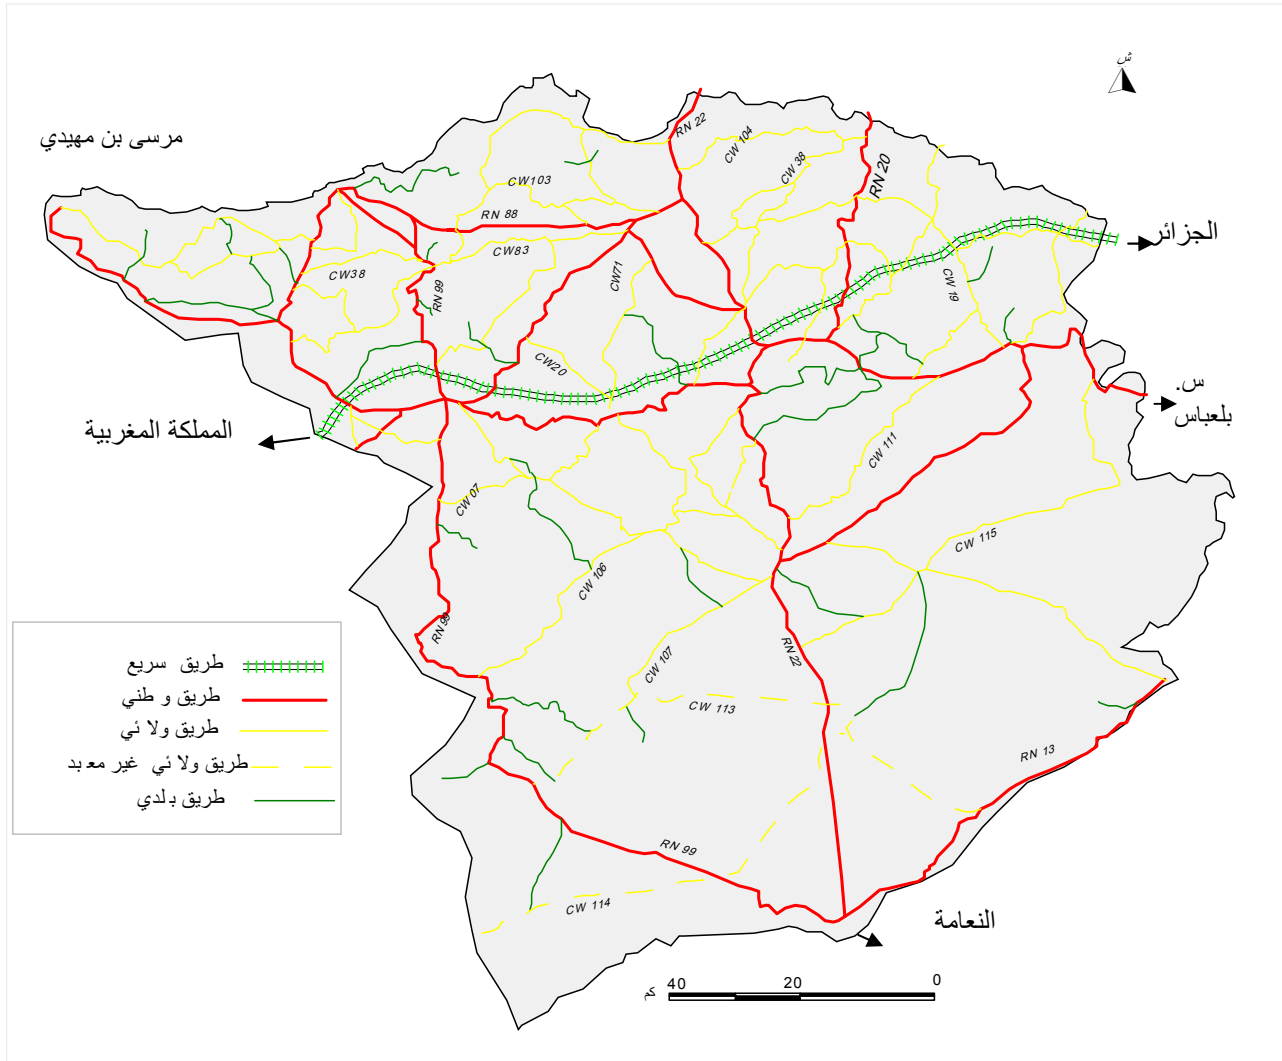 ش
مرسى بن مهيدي
RN 22
CW 104
CW 38
RN 20
CW103
RN 88
الجزائر
CW83
CW38
CW71
RN 99
CW 19
CW20
س.
بلعباس
المملكة المغربية
CW 111
CW 07
CW 115
CW 106
RN 99
RN 22
CW 107
طريق سريع
طريق وطني
طريق ولائي
طريق ولائي غير معبد
طريق بلدي
CW 113
RN 13
RN 99
CW 114
النعامة
كم 40 20 0